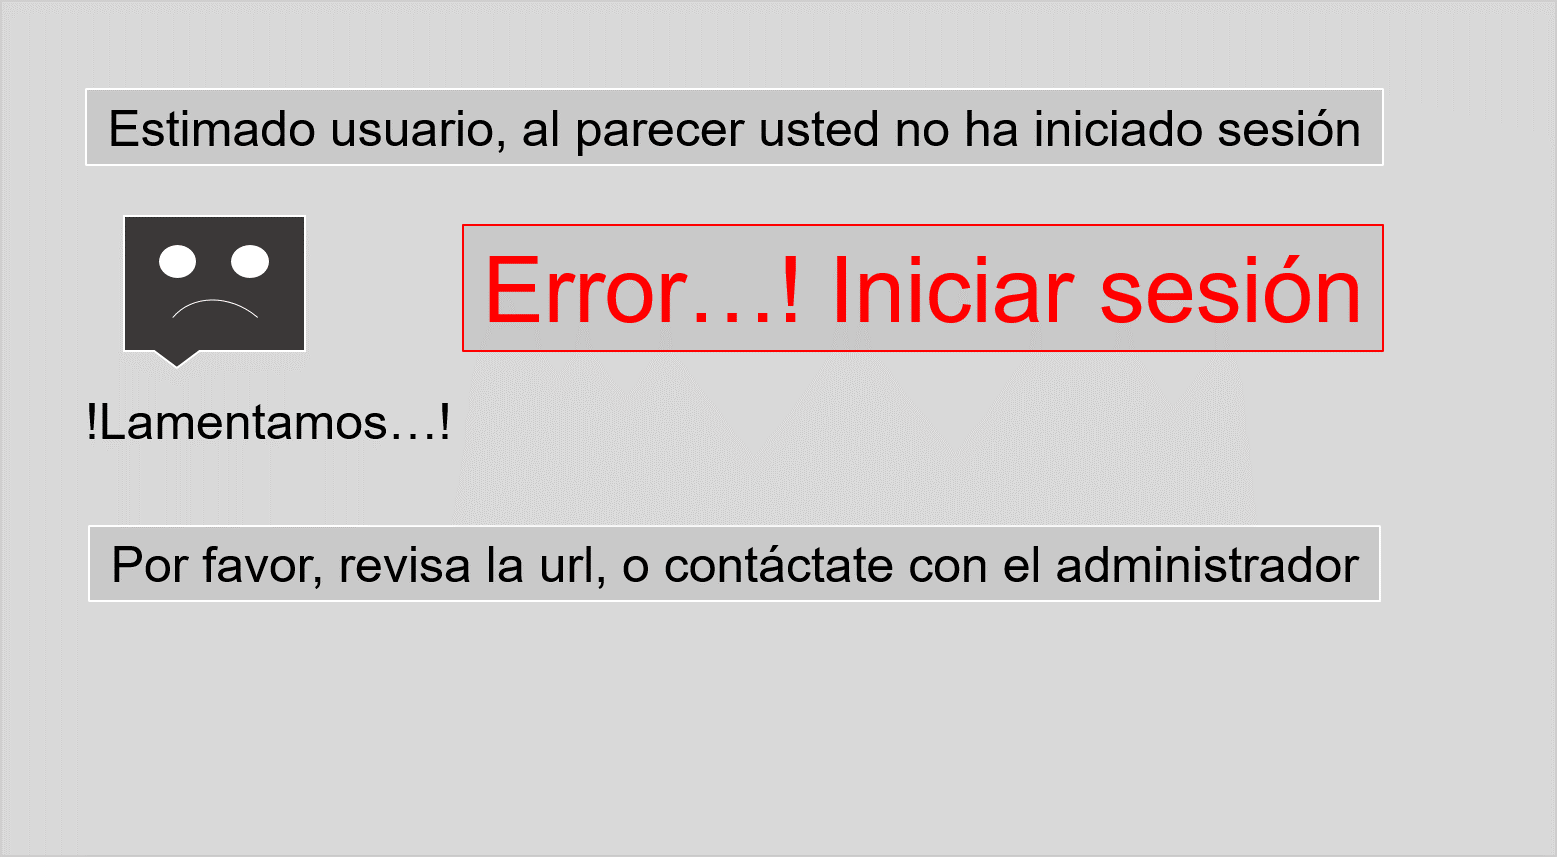 Estimado usuario, al parecer usted no ha iniciado sesión
Error...! Iniciar sesión
!Lamentamos...!
Por favor, revisa la url, o contáctate con el administrador